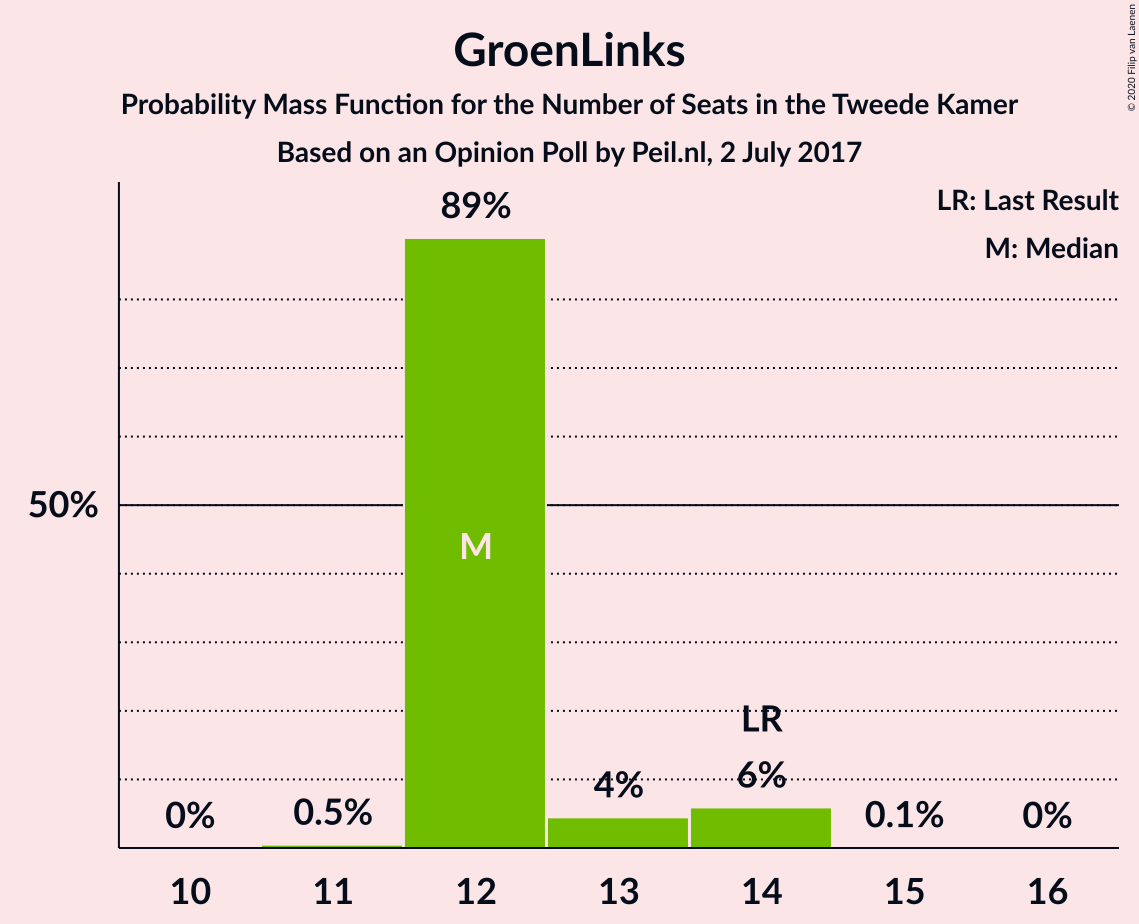 GroenLinks
Probability Mass Function for the Number of Seats in the Tweede Kamer
Based on an Opinion Poll by Peil.nl, 2 July 2017
© 2020 Filip van Laenen
LR: Last Result
M: Median
89%
50%
M
LR
0%
0.5%
4%
6%
0.1%
0%
10
11
12
13
14
15
16